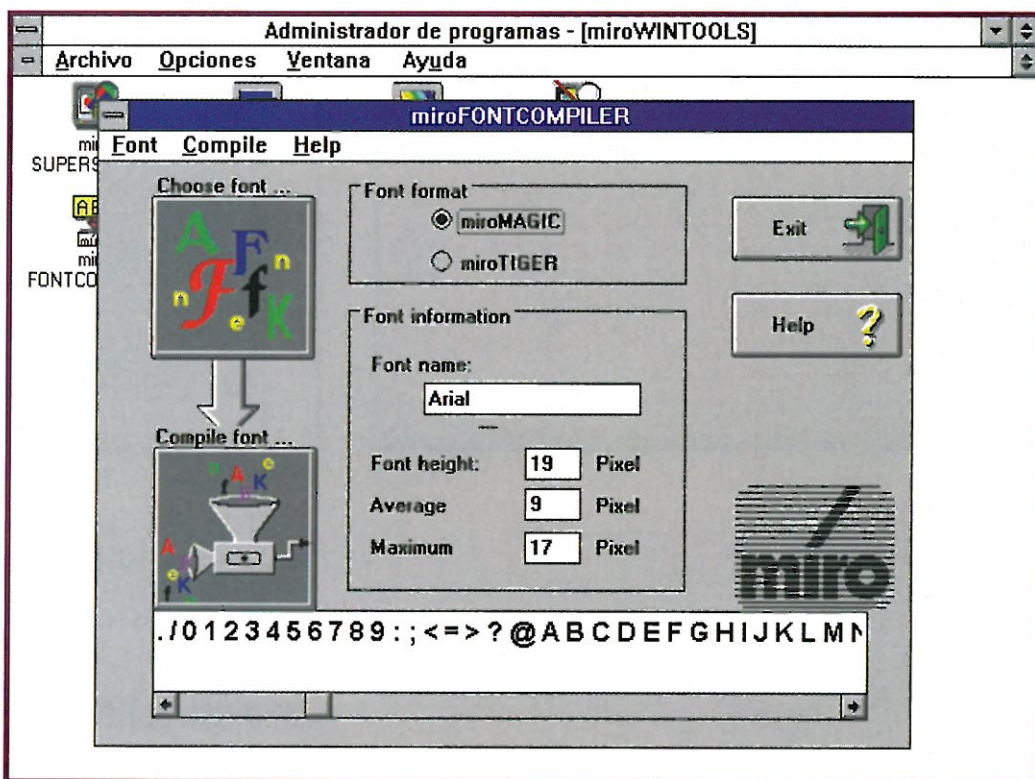 Administrador de programas - [miroWINTOOLS]
Archivo Opciones Ventana Ayuda
miroFONTCOMPILER
Font Compile Help
SUPERS
FONTCO
Choose font ...
Font format
miroMAGIC
miroTIGER
Exit
Help
Font information
Font name:
Arial
Compile font ...
Font height: 19 Pixel
Average 9 Pixel
Maximum 17 Pixel
miro
./0123456789:;<=>?@ABCDEFGHIJKLM